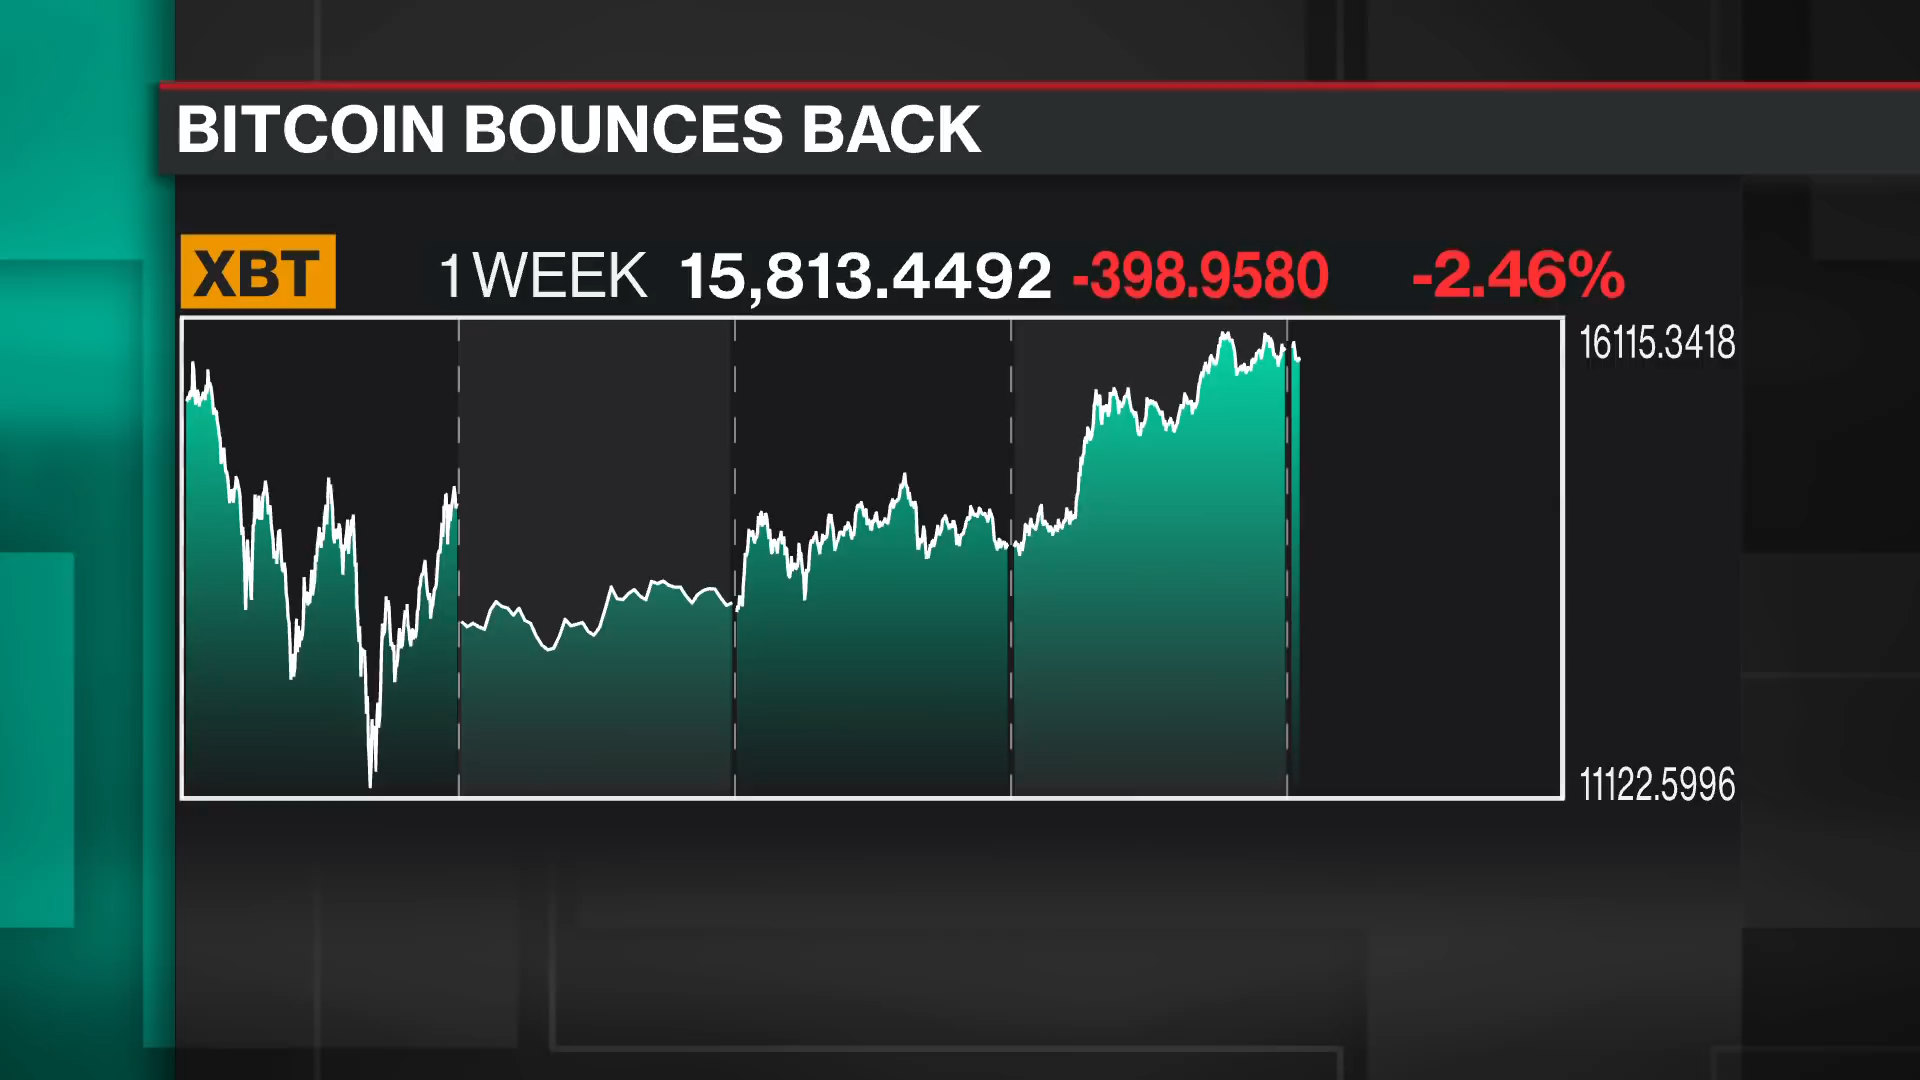 BITCOIN BOUNCES BACK
XBT 1 WEEK 15,813.4492 -398.9580 -2.46%
16115.3418
11122.5996